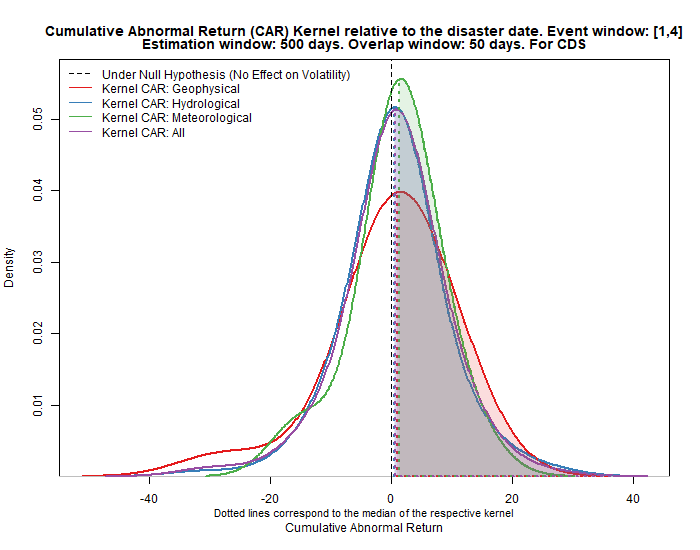 Cumulative Abnormal Return (CAR) Kernel relative to the disaster date. Event window: [1,4]
Estimation window: 500 days. Overlap window: 50 days. For CDS
Under Null Hypothesis (No Effect on Volatility)
Kernel CAR: Geophysical
Kernel CAR: Hydrological
Kernel CAR: Meteorological
Kernel CAR: All
Density
0.05
0.04
0.03
0.02
0.01
-40 -20 0 20 40
Dotted lines correspond to the median of the respective kernel
Cumulative Abnormal Return